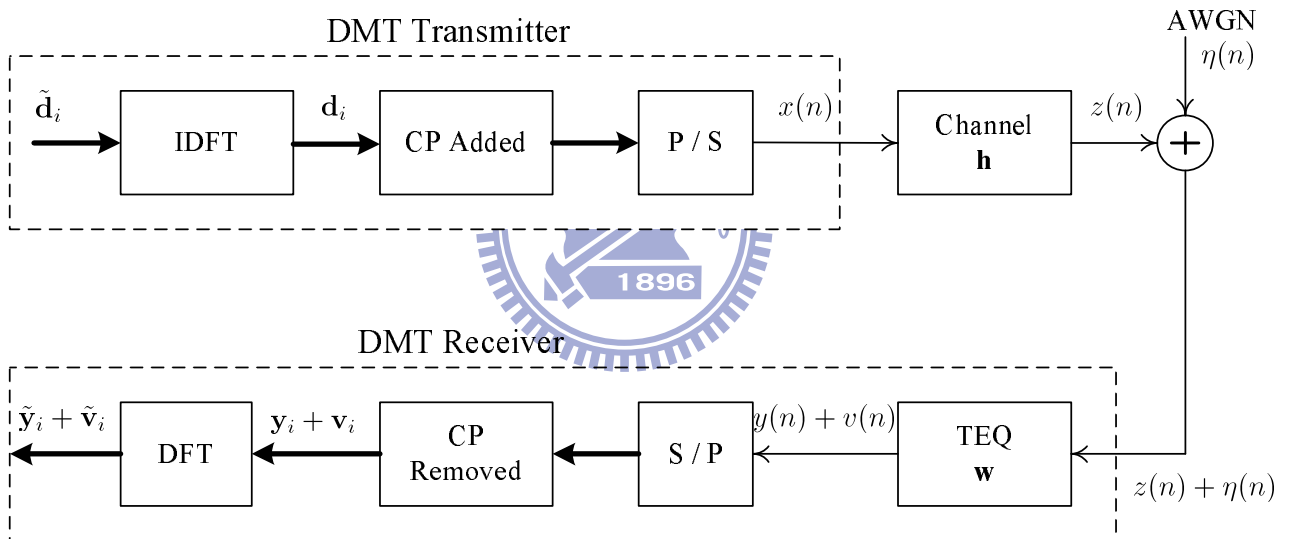 DMT Transmitter
AWGN
η(n)
d̃ᵢ
IDFT
dᵢ
CP Added
P / S
x(n)
Channel
h
z(n)
+
1896
DMT Receiver
ỹᵢ + ṽᵢ
DFT
yᵢ + vᵢ
CP
Removed
S / P
y(n) + v(n)
TEQ
w
z(n) + η(n)